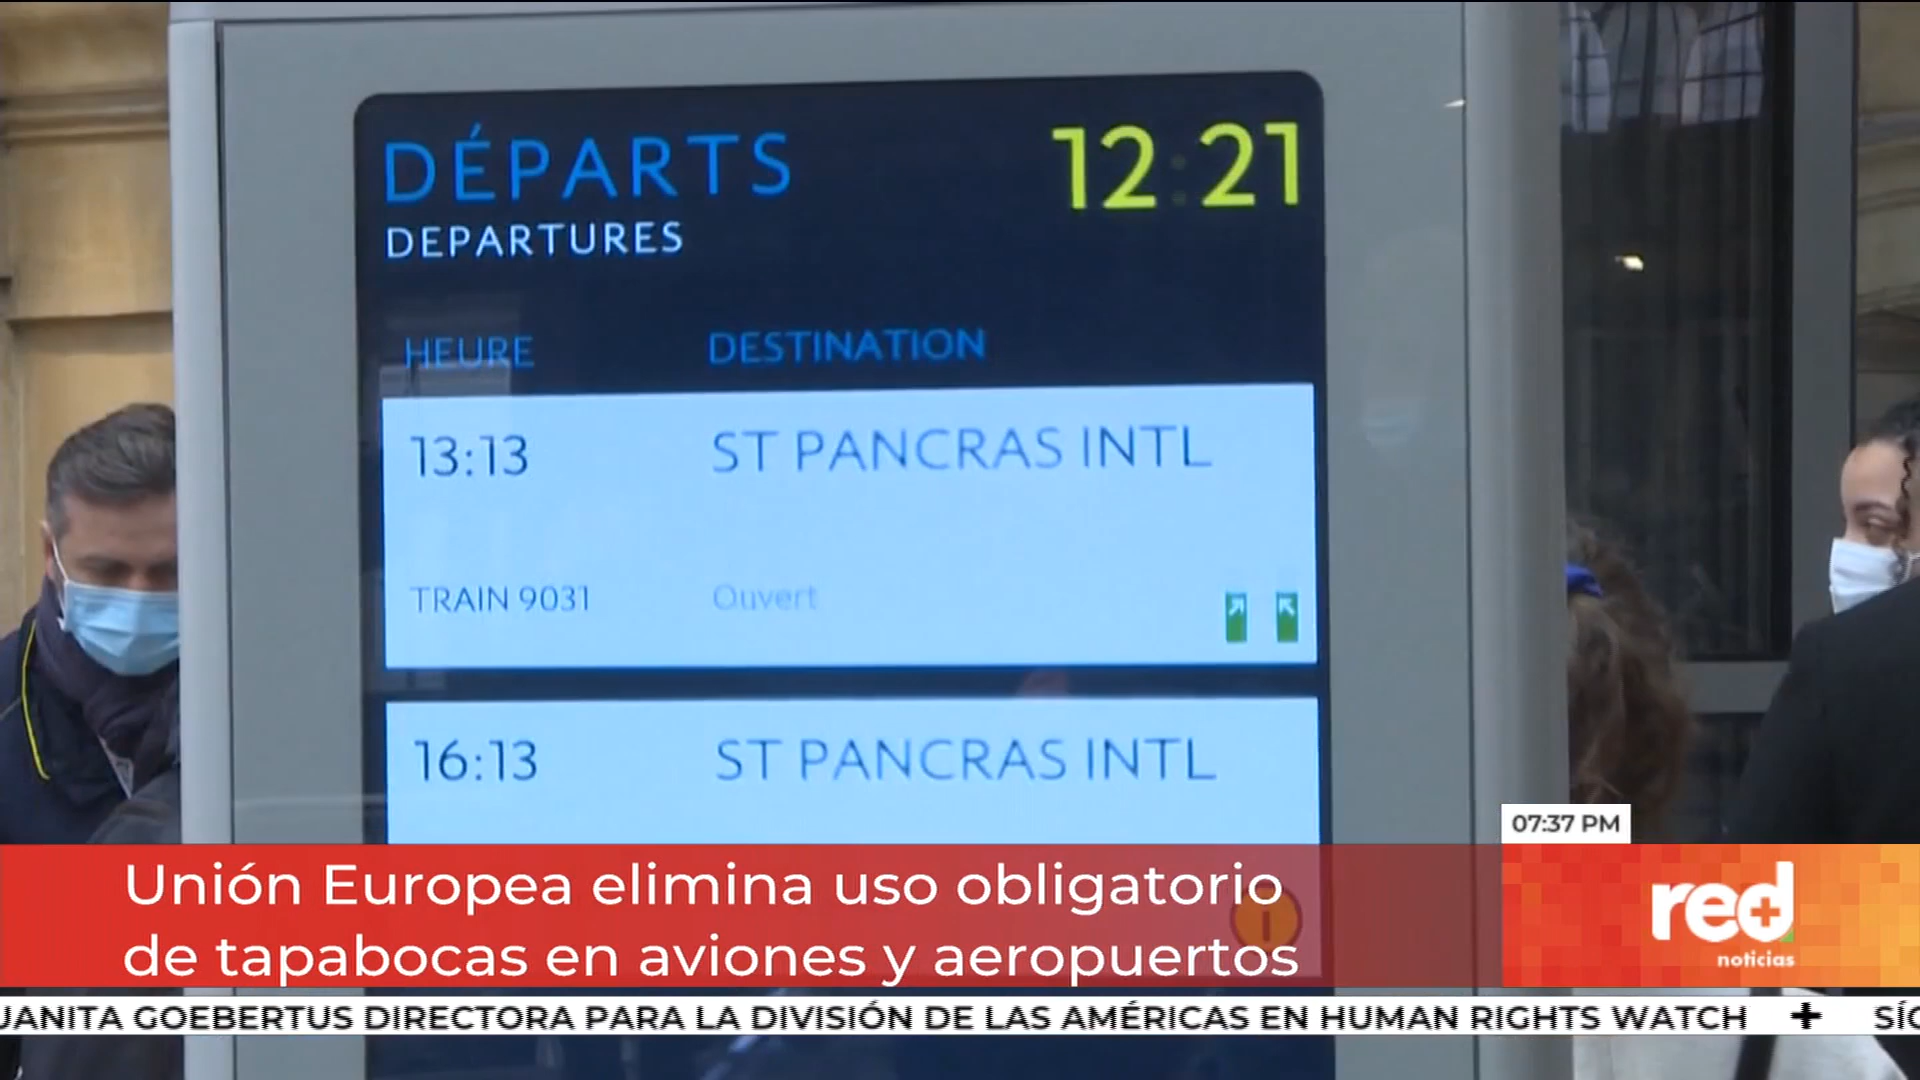 DÉPARTS
12:21
DEPARTURES
HEURE DESTINATION
13:13 ST PANCRAS INTL
TRAIN 9031 Ouvert
16:13 ST PANCRAS INTL
07:37 PM
Unión Europea elimina uso obligatorio
de tapabocas en aviones y aeropuertos
red+
noticias
UANITA GOEBERTUS DIRECTORA PARA LA DIVISIÓN DE LAS AMÉRICAS EN HUMAN RIGHTS WATCH + SÍG